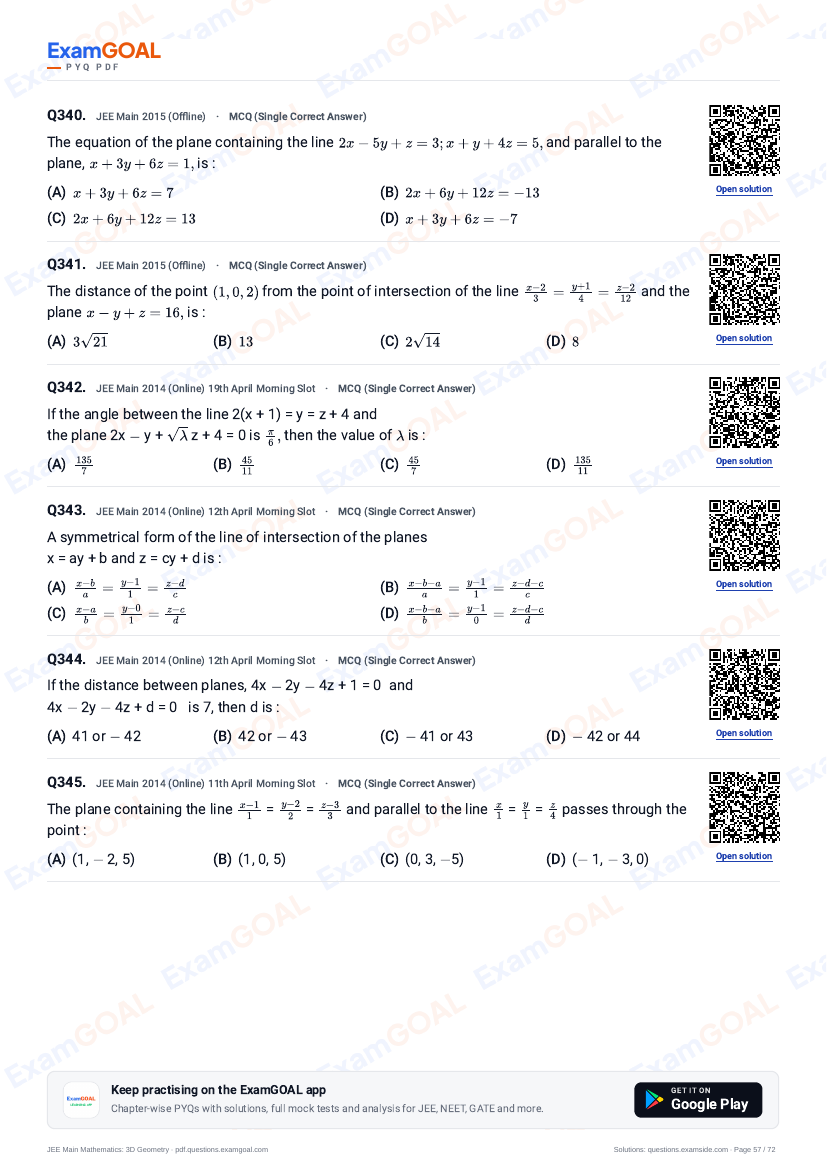 ExamGOAL
PYQ PDF
Q340. JEE Main 2015 (Offline) · MCQ (Single Correct Answer)
The equation of the plane containing the line 2x − 5y + z = 3; x + y + 4z = 5, and parallel to the
plane, x + 3y + 6z = 1, is :
(A) x + 3y + 6z = 7 (B) 2x + 6y + 12z = −13
(C) 2x + 6y + 12z = 13 (D) x + 3y + 6z = −7
Open solution
Q341. JEE Main 2015 (Offline) · MCQ (Single Correct Answer)
The distance of the point (1, 0, 2) from the point of intersection of the line (x−2)/3 = (y+1)/4 = (z−2)/12 and the
plane x − y + z = 16, is :
(A) 3√21 (B) 13 (C) 2√14 (D) 8
Open solution
Q342. JEE Main 2014 (Online) 19th April Morning Slot · MCQ (Single Correct Answer)
If the angle between the line 2(x + 1) = y = z + 4 and
the plane 2x − y + √λ z + 4 = 0 is π/6, then the value of λ is :
(A) 135/7 (B) 45/11 (C) 45/7 (D) 135/11
Open solution
Q343. JEE Main 2014 (Online) 12th April Morning Slot · MCQ (Single Correct Answer)
A symmetrical form of the line of intersection of the planes
x = ay + b and z = cy + d is :
(A) (x−b)/a = (y−1)/1 = (z−d)/c (B) (x−b−a)/a = (y−1)/1 = (z−d−c)/c
(C) (x−a)/b = (y−0)/1 = (z−c)/d (D) (x−b−a)/b = (y−1)/0 = (z−d−c)/d
Open solution
Q344. JEE Main 2014 (Online) 12th April Morning Slot · MCQ (Single Correct Answer)
If the distance between planes, 4x − 2y − 4z + 1 = 0 and
4x − 2y − 4z + d = 0 is 7, then d is :
(A) 41 or − 42 (B) 42 or − 43 (C) − 41 or 43 (D) − 42 or 44
Open solution
Q345. JEE Main 2014 (Online) 11th April Morning Slot · MCQ (Single Correct Answer)
The plane containing the line (x−1)/1 = (y−2)/2 = (z−3)/3 and parallel to the line x/1 = y/1 = z/4 passes through the
point :
(A) (1, − 2, 5) (B) (1, 0, 5) (C) (0, 3, −5) (D) (− 1, − 3, 0)
Open solution
ExamGOAL
Keep practising on the ExamGOAL app
Chapter-wise PYQs with solutions, full mock tests and analysis for JEE, NEET, GATE and more.
GET IT ON
Google Play
JEE Main Mathematics: 3D Geometry · pdf.questions.examgoal.com
Solutions: questions.examside.com · Page 57 / 72